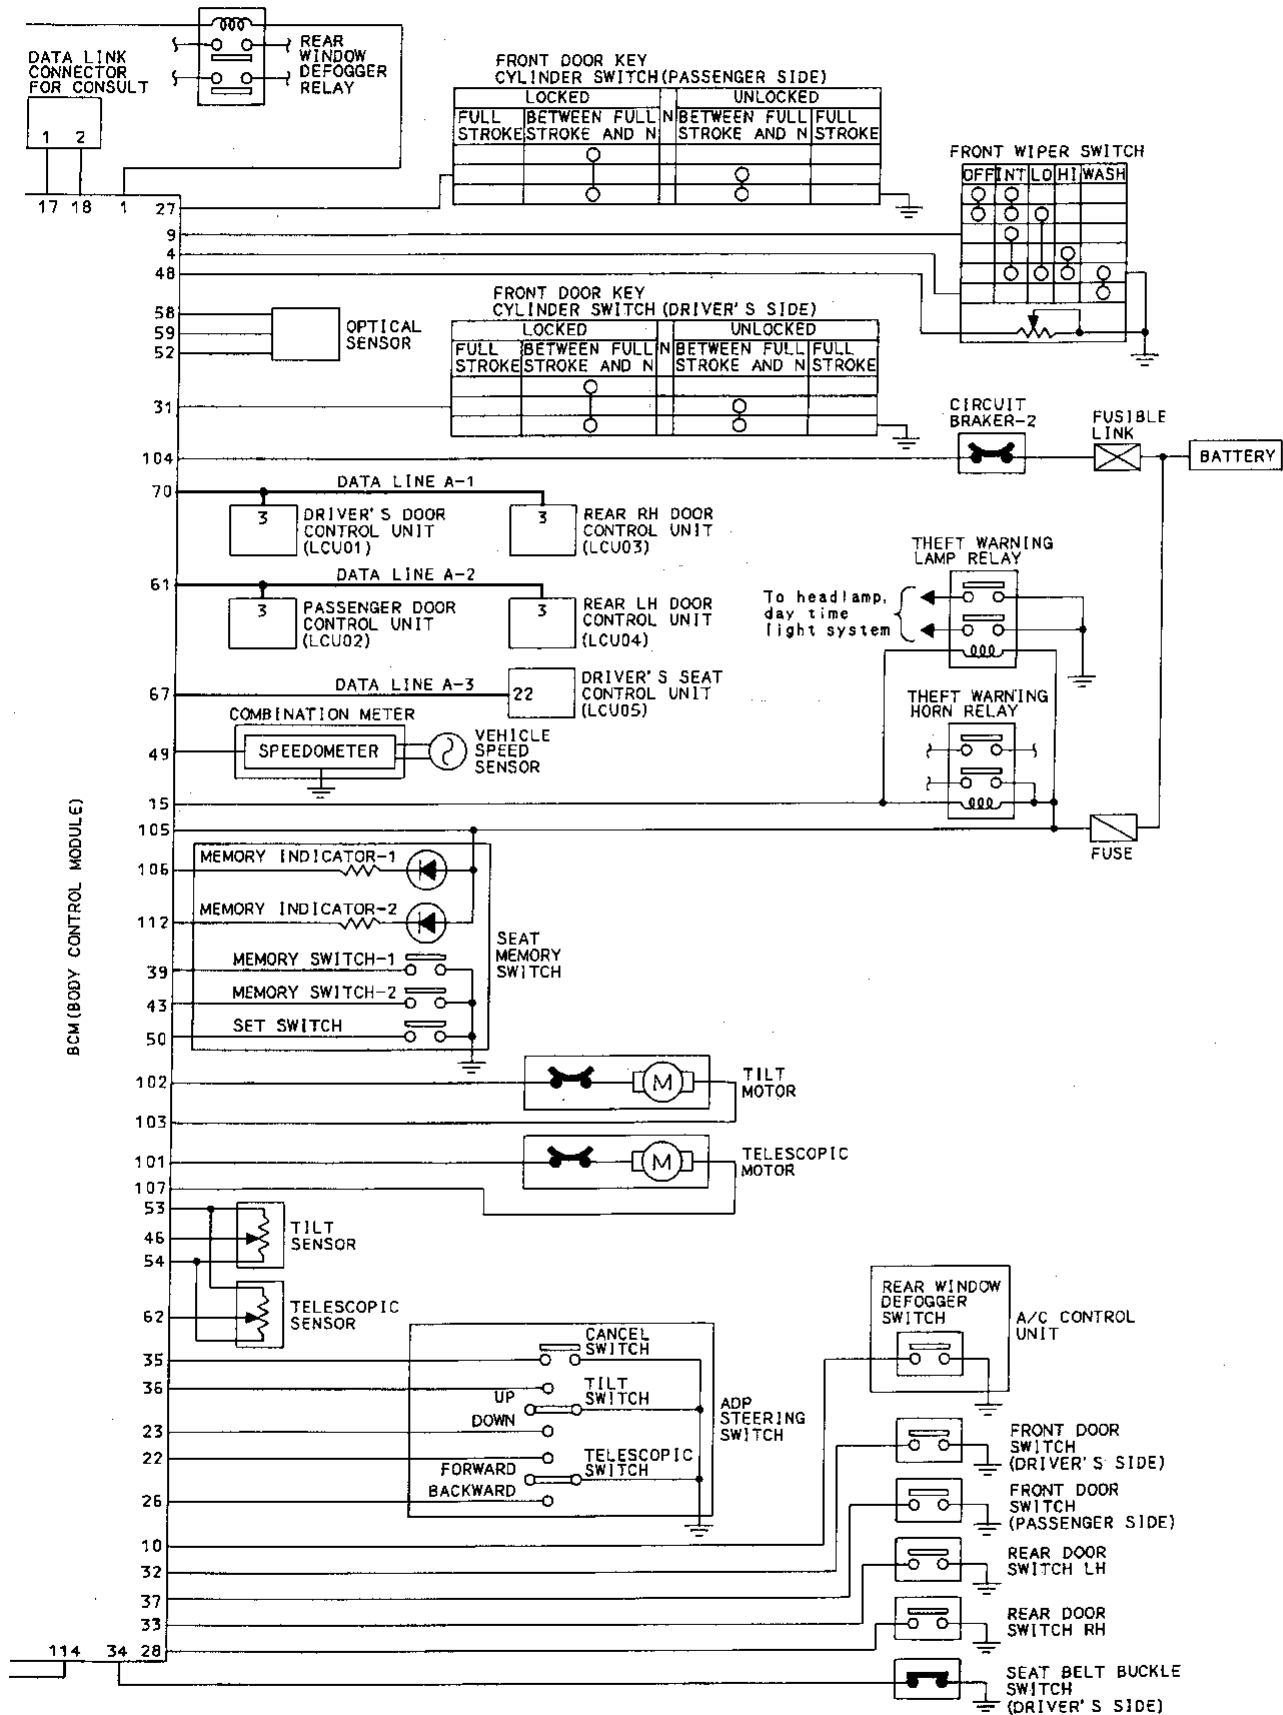 DATA LINK
CONNECTOR
FOR CONSULT
1 2
REAR
WINDOW
DEFOGGER
RELAY
FRONT DOOR KEY
CYLINDER SWITCH(PASSENGER SIDE)
LOCKED UNLOCKED
FULL STROKE
BETWEEN FULL STROKE AND N
N
BETWEEN FULL STROKE AND N
FULL STROKE
FRONT WIPER SWITCH
OFF INT LO HI WASH
17 18 1 27
9
4
48
58
59
52
OPTICAL
SENSOR
FRONT DOOR KEY
CYLINDER SWITCH(DRIVER'S SIDE)
LOCKED UNLOCKED
FULL STROKE
BETWEEN FULL STROKE AND N
N
BETWEEN FULL STROKE AND N
FULL STROKE
31
CIRCUIT
BRAKER-2
FUSIBLE
LINK
BATTERY
104
DATA LINE A-1
70
3
DRIVER'S DOOR
CONTROL UNIT
(LCU01)
3
REAR RH DOOR
CONTROL UNIT
(LCU03)
THEFT WARNING
LAMP RELAY
DATA LINE A-2
61
3
PASSENGER DOOR
CONTROL UNIT
(LCU02)
3
REAR LH DOOR
CONTROL UNIT
(LCU04)
To headlamp,
day time
light system
DATA LINE A-3
67
22
DRIVER'S SEAT
CONTROL UNIT
(LCU05)
THEFT WARNING
HORN RELAY
COMBINATION METER
49
SPEEDOMETER
VEHICLE
SPEED
SENSOR
15
105
FUSE
BCM(BODY CONTROL MODULE)
MEMORY INDICATOR-1
106
MEMORY INDICATOR-2
112
MEMORY SWITCH-1
39
MEMORY SWITCH-2
43
SET SWITCH
50
SEAT
MEMORY
SWITCH
102
TILT
MOTOR
103
101
TELESCOPIC
MOTOR
107
53
46
54
TILT
SENSOR
62
TELESCOPIC
SENSOR
REAR WINDOW
DEFOGGER
SWITCH
A/C CONTROL
UNIT
CANCEL
SWITCH
35
36
UP
TILT
SWITCH
DOWN
23
ADP
STEERING
SWITCH
22
FORWARD
TELESCOPIC
SWITCH
BACKWARD
26
FRONT DOOR
SWITCH
(DRIVER'S SIDE)
FRONT DOOR
SWITCH
(PASSENGER SIDE)
10
32
REAR DOOR
SWITCH LH
37
33
REAR DOOR
SWITCH RH
114 34 28
SEAT BELT BUCKLE
SWITCH
(DRIVER'S SIDE)
M
M